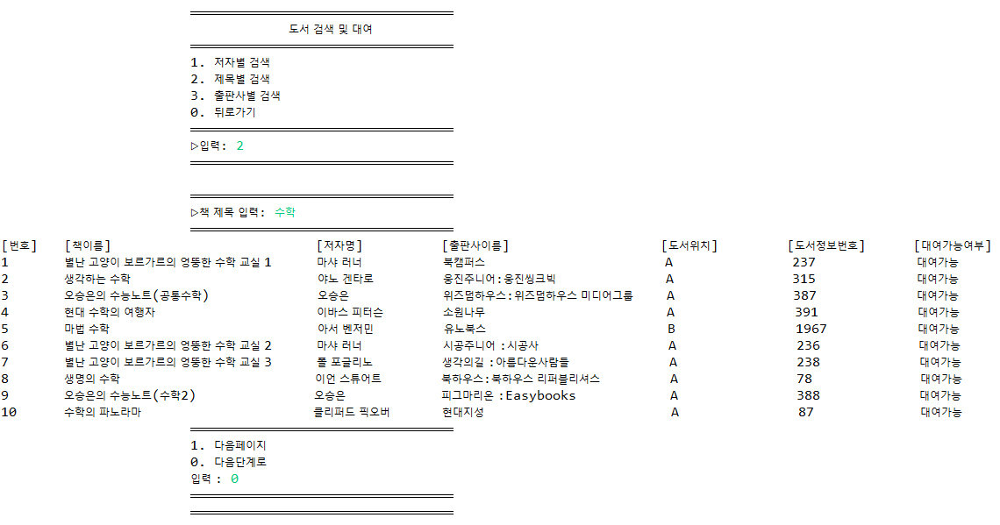 도서 검색 및 대여
1. 저자별 검색
2. 제목별 검색
3. 출판사별 검색
0. 뒤로가기
▷입력: 2
▷책 제목 입력: 수학
[번호] [책이름] [저자명] [출판사이름] [도서위치] [도서정보번호] [대여가능여부]
1 별난 고양이 보르가르의 엉뚱한 수학 교실 1 마샤 러너 북캠퍼스 A 237 대여가능
2 생각하는 수학 야노 겐타로 웅진주니어:웅진씽크빅 A 315 대여가능
3 오승은의 수능노트(공통수학) 오승은 위즈덤하우스:위즈덤하우스 미디어그룹 A 387 대여가능
4 현대 수학의 여행자 이바스 피터슨 소원나무 A 391 대여가능
5 마법 수학 아서 벤저민 유노북스 B 1967 대여가능
6 별난 고양이 보르가르의 엉뚱한 수학 교실 2 마샤 러너 시공주니어 :시공사 A 236 대여가능
7 별난 고양이 보르가르의 엉뚱한 수학 교실 3 폴 포글리노 생각의길 :아름다운사람들 A 238 대여가능
8 생명의 수학 이언 스튜어트 북하우스:북하우스 리퍼블리셔스 A 78 대여가능
9 오승은의 수능노트(수학2) 오승은 피그마리온 :Easybooks A 388 대여가능
10 수학의 파노라마 클리퍼드 픽오버 현대지성 A 87 대여가능
1. 다음페이지
0. 다음단계로
입력 : 0